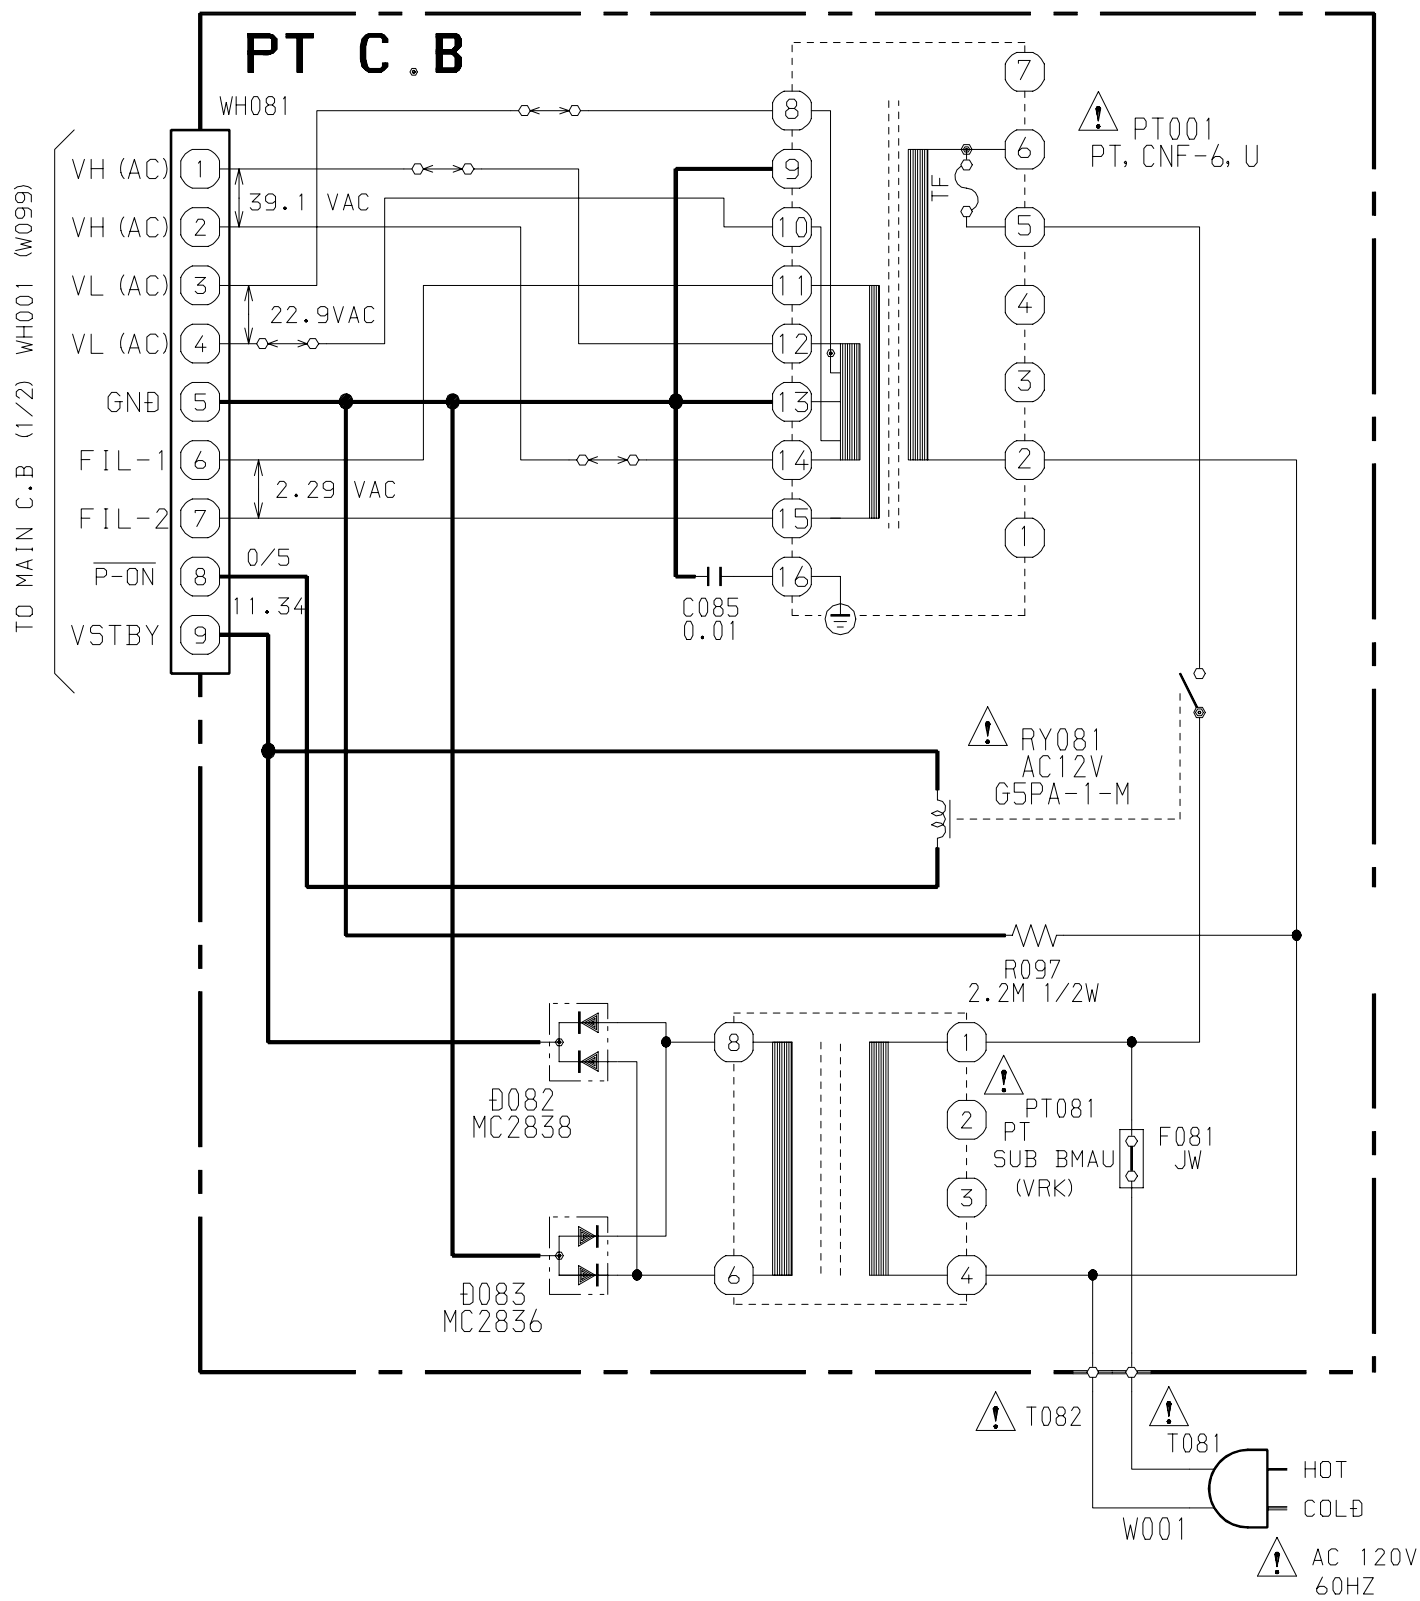 PT C.B
WH081
TO MAIN C.B (1/2) WH001 (W099)
VH (AC) 1
39.1 VAC
VH (AC) 2
VL (AC) 3
22.9VAC
VL (AC) 4
GND 5
FIL-1 6
2.29 VAC
FIL-2 7
0/5
P-ON 8
11.34
VSTBY 9
8
9
10
11
12
13
14
15
16
7
6
5
4
3
2
1
TF
PT001
PT, CNF-6, U
C085
0.01
RY081
AC12V
G5PA-1-M
R097
2.2M 1/2W
D082
MC2838
D083
MC2836
8
6
1
2
3
4
PT081
PT
SUB BMAU
(VRK)
F081
JW
T082
T081
HOT
COLD
W001
AC 120V
60HZ